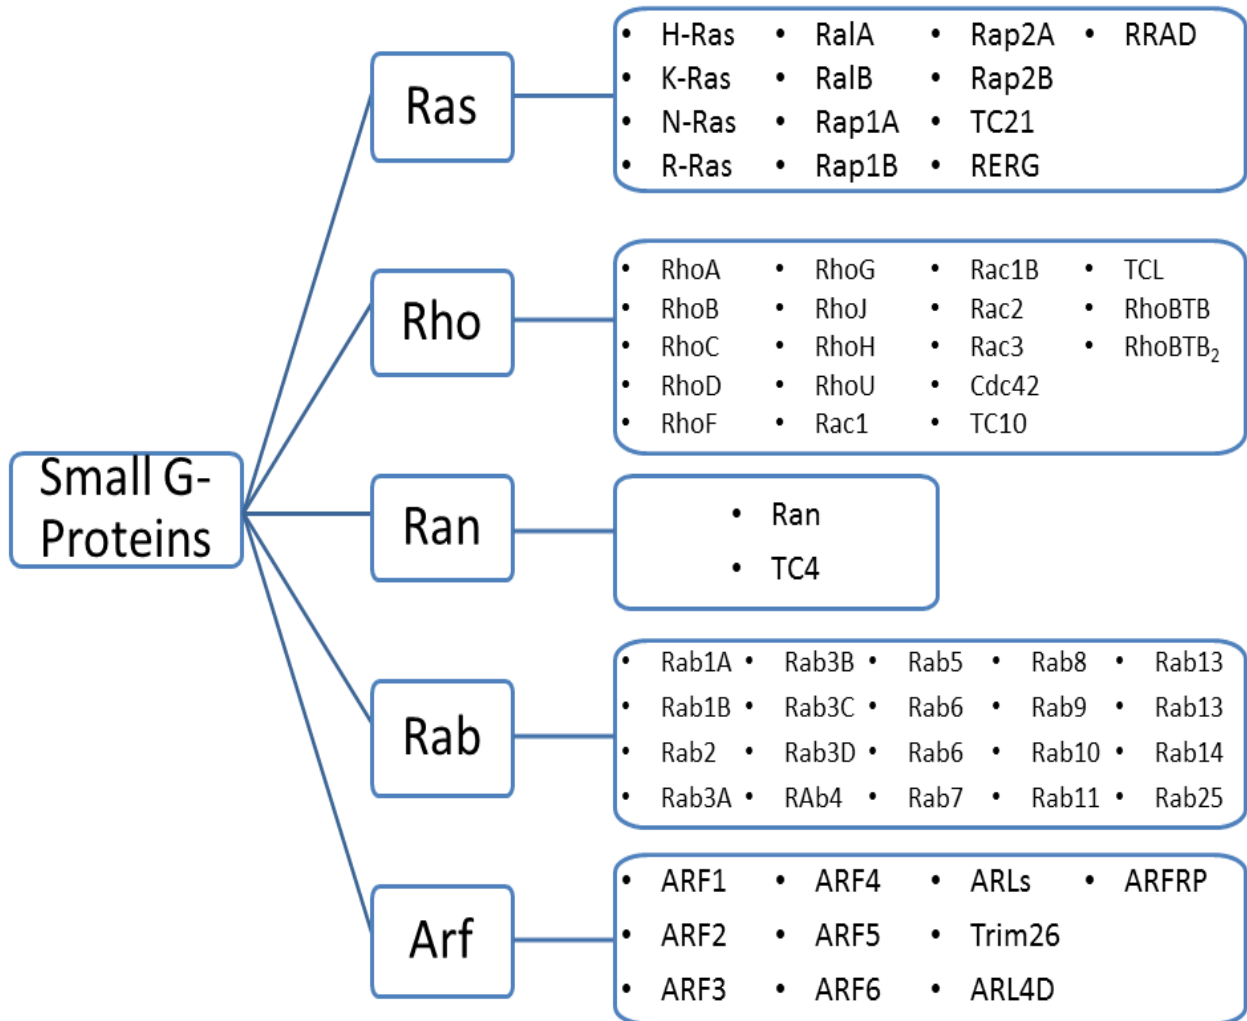 Small G-
Proteins
Ras
• H-Ras • RalA • Rap2A • RRAD
• K-Ras • RalB • Rap2B
• N-Ras • Rap1A • TC21
• R-Ras • Rap1B • RERG
Rho
• RhoA • RhoG • Rac1B • TCL
• RhoB • RhoJ • Rac2 • RhoBTB
• RhoC • RhoH • Rac3 • RhoBTB₂
• RhoD • RhoU • Cdc42
• RhoF • Rac1 • TC10
Ran
• Ran
• TC4
Rab
• Rab1A • Rab3B • Rab5 • Rab8 • Rab13
• Rab1B • Rab3C • Rab6 • Rab9 • Rab13
• Rab2 • Rab3D • Rab6 • Rab10 • Rab14
• Rab3A • RAb4 • Rab7 • Rab11 • Rab25
Arf
• ARF1 • ARF4 • ARLs • ARFRP
• ARF2 • ARF5 • Trim26
• ARF3 • ARF6 • ARL4D